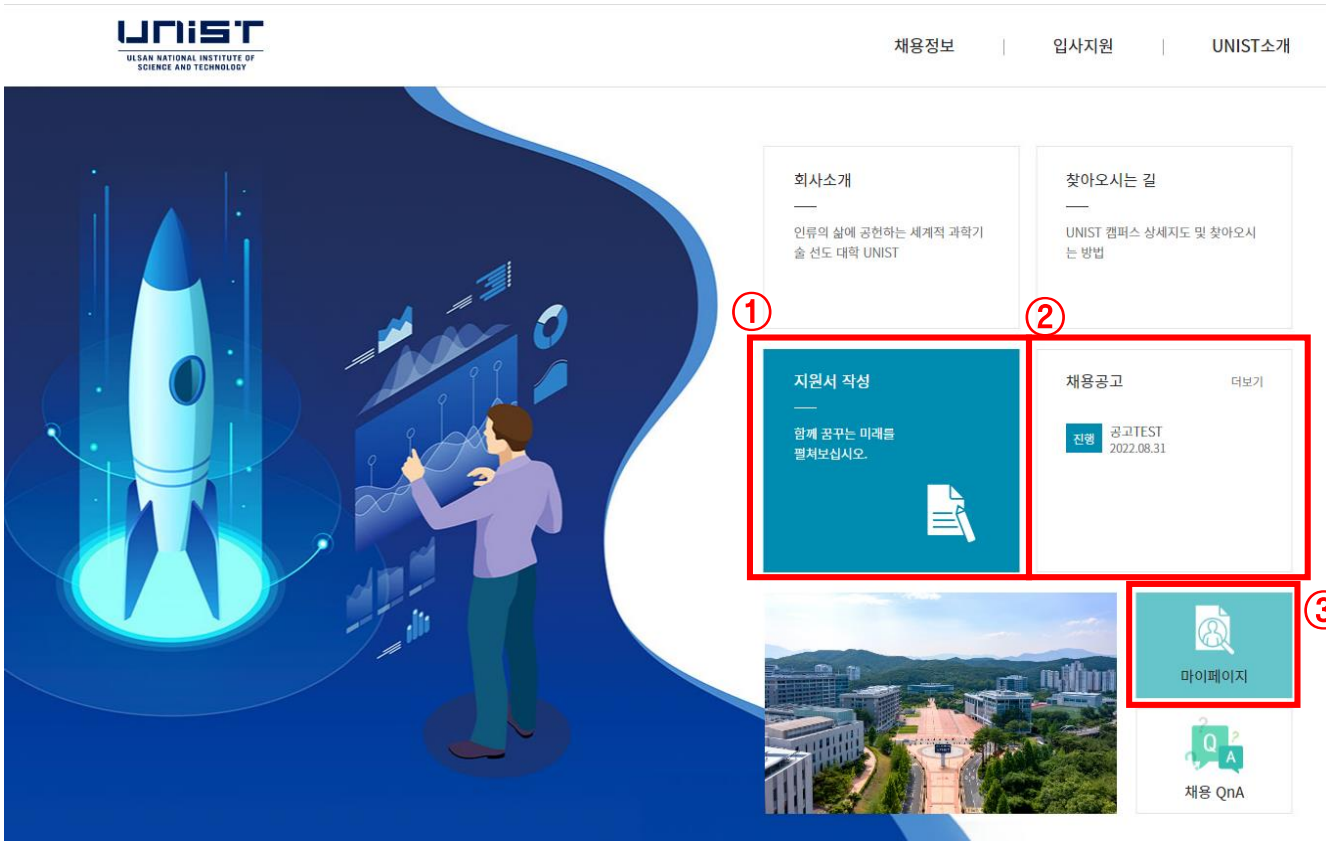 UNIST
ULSAN NATIONAL INSTITUTE OF
SCIENCE AND TECHNOLOGY
채용정보 | 입사지원 | UNIST소개
회사소개
인류의 삶에 공헌하는 세계적 과학기
술 선도 대학 UNIST
찾아오시는 길
UNIST 캠퍼스 상세지도 및 찾아오시
는 방법
①
지원서 작성
함께 꿈꾸는 미래를
펼쳐보십시오.
②
채용공고 더보기
진행 공고TEST
2022.08.31
③
마이페이지
Q
A
채용 QnA